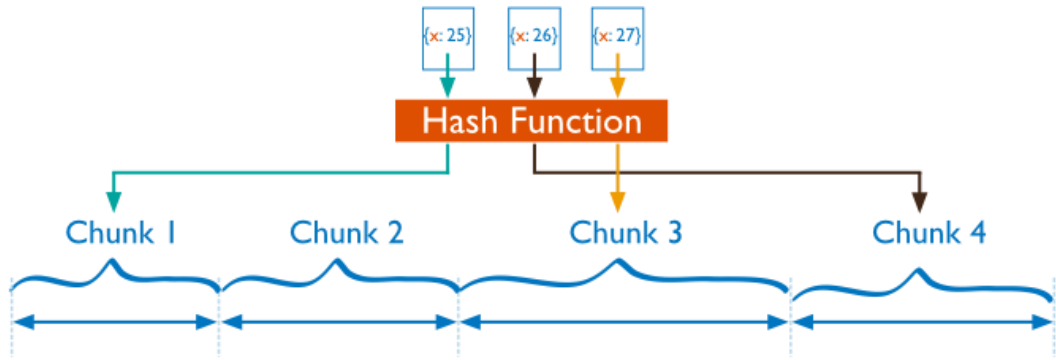 {x: 25} {x: 26} {x: 27}
Hash Function
Chunk 1 Chunk 2 Chunk 3 Chunk 4